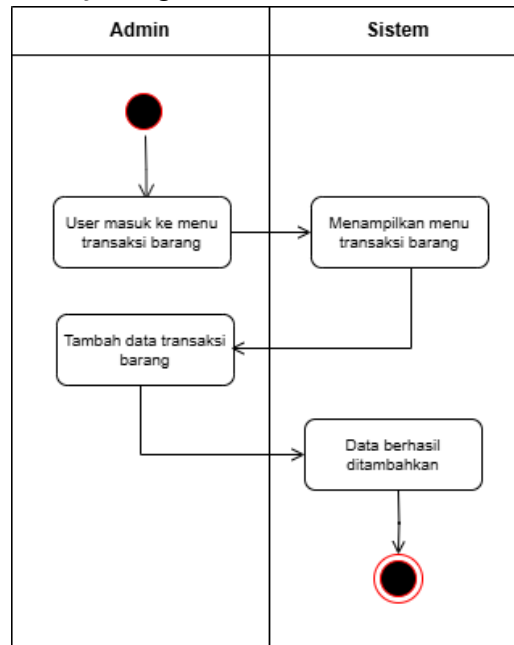 Admin
Sistem
User masuk ke menu
transaksi barang
Menampilkan menu
transaksi barang
Tambah data transaksi
barang
Data berhasil
ditambahkan